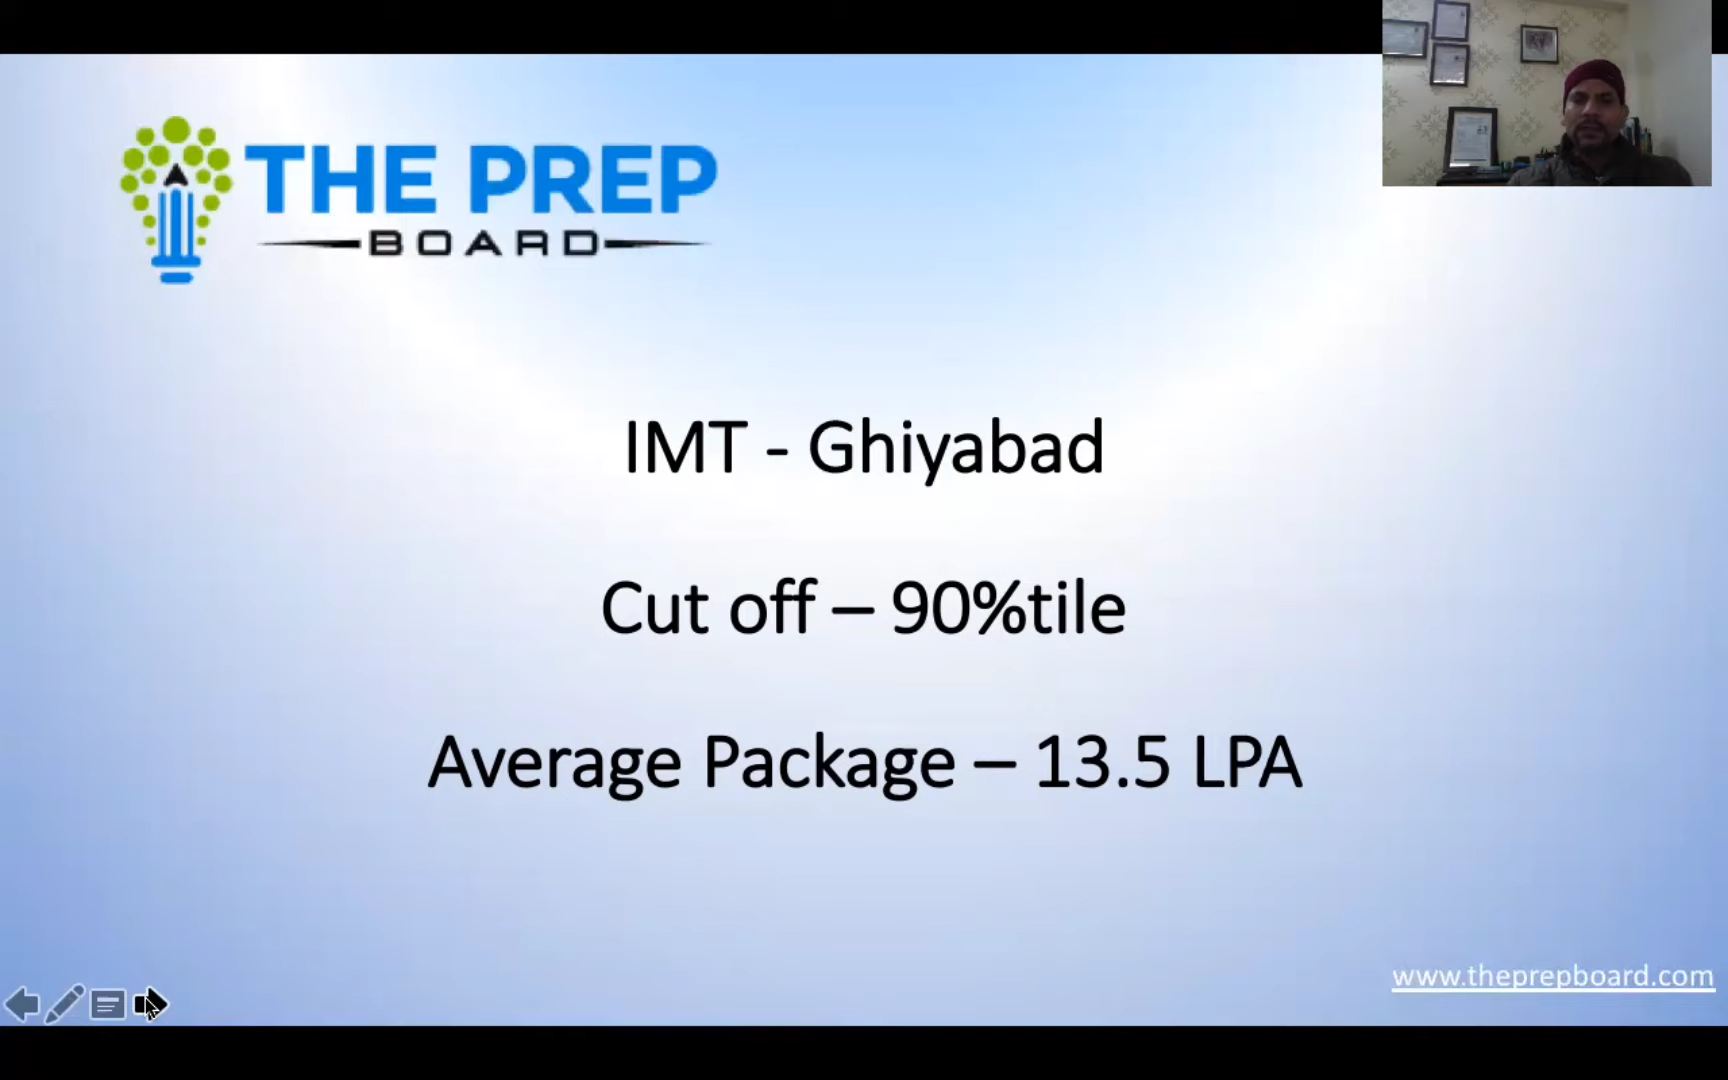 THE PREP
BOARD
IMT - Ghiyabad
Cut off – 90%tile
Average Package – 13.5 LPA
www.theprepboard.com